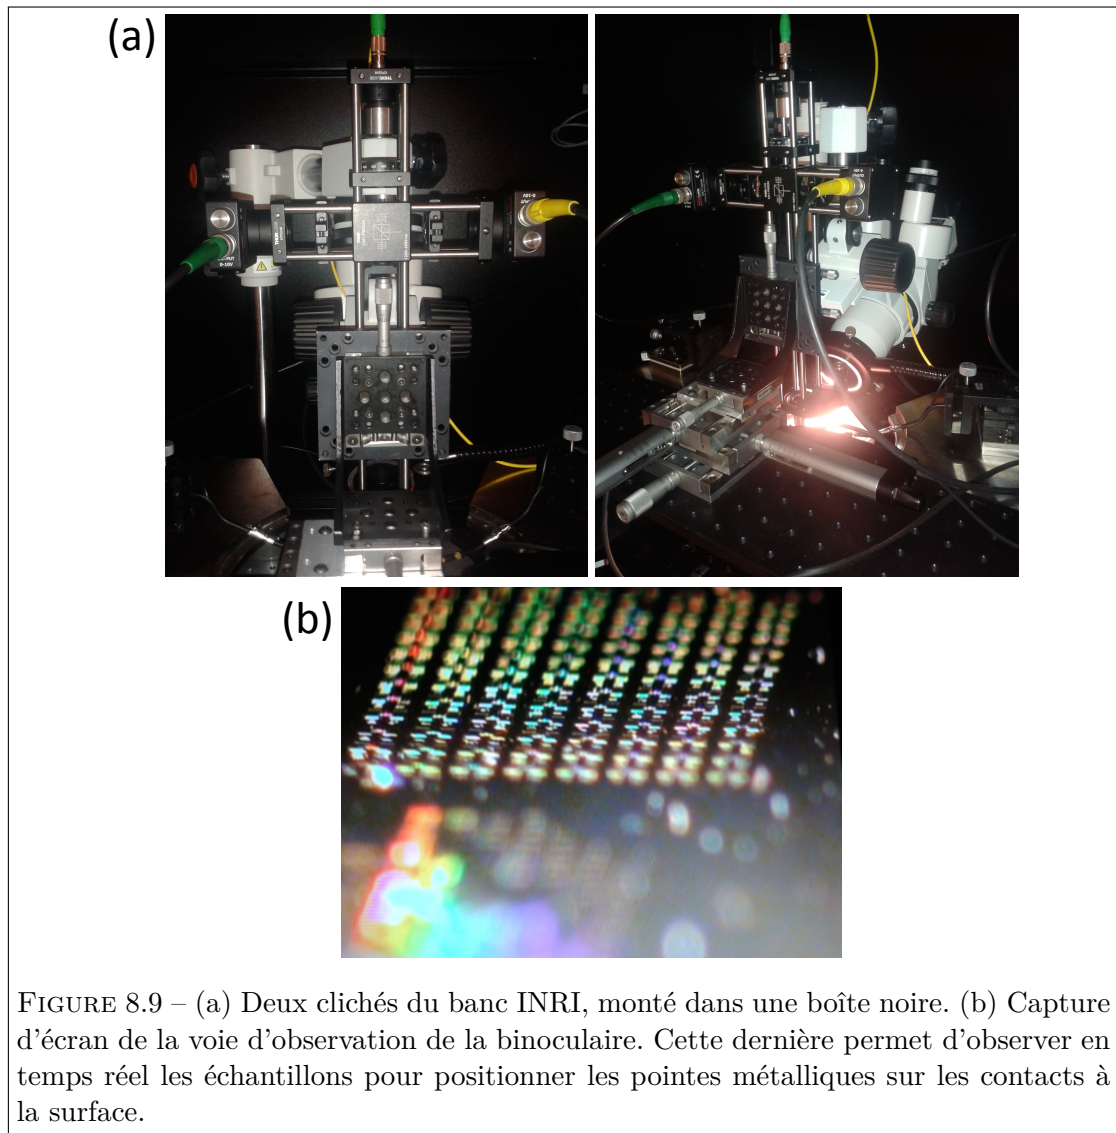 (a)
(b)
FIGURE 8.9 – (a) Deux clichés du banc INRI, monté dans une boîte noire. (b) Capture
d'écran de la voie d'observation de la binoculaire. Cette dernière permet d'observer en
temps réel les échantillons pour positionner les pointes métalliques sur les contacts à
la surface.